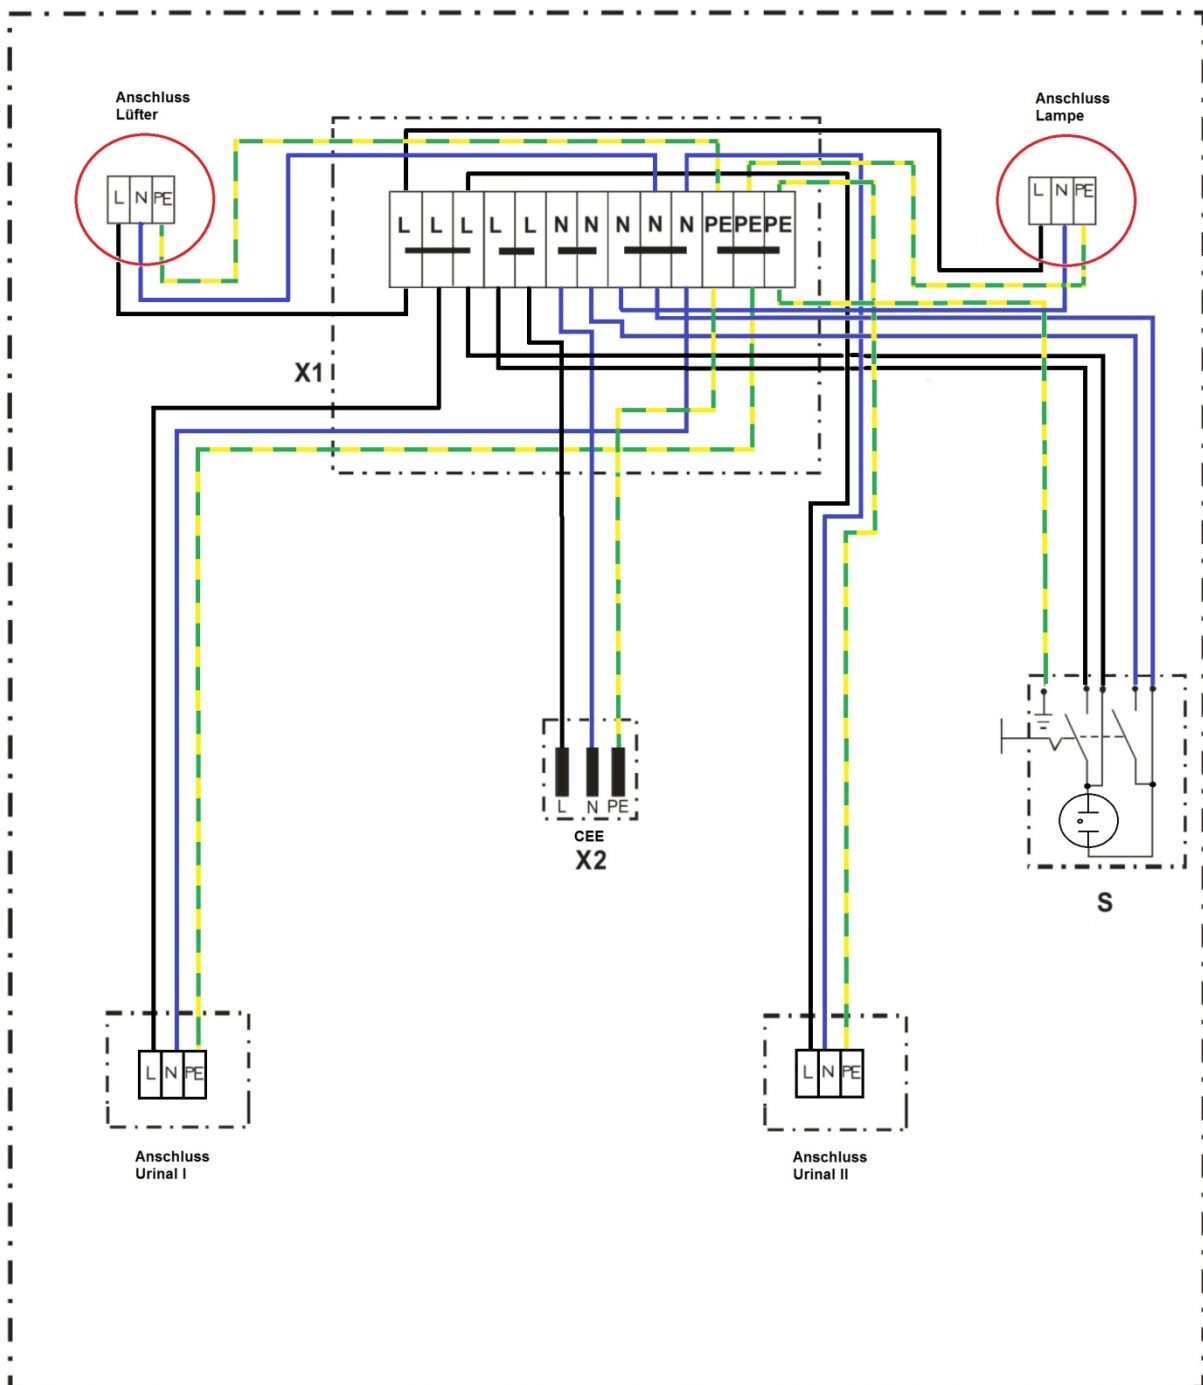 Anschluss
Lüfter
Anschluss
Lampe
L N PE
L N PE
L L L L L N N N N N PE PE PE
X1
L N PE
CEE
X2
S
L N PE
L N PE
Anschluss
Urinal I
Anschluss
Urinal II